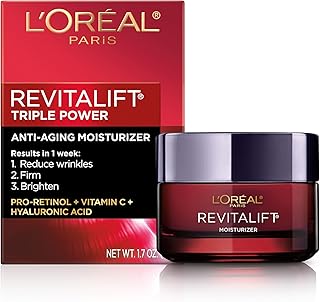 L'ORÉAL
PARIS
REVITALIFT®
TRIPLE POWER
ANTI-AGING MOISTURIZER
Results in 1 week:
1. Reduce wrinkles
2. Firm
3. Brighten
PRO-RETINOL + VITAMIN C +
HYALURONIC ACID
NET WT. 1.7 OZ.
L'ORÉAL
PARIS
REVITALIFT®
MOISTURIZER